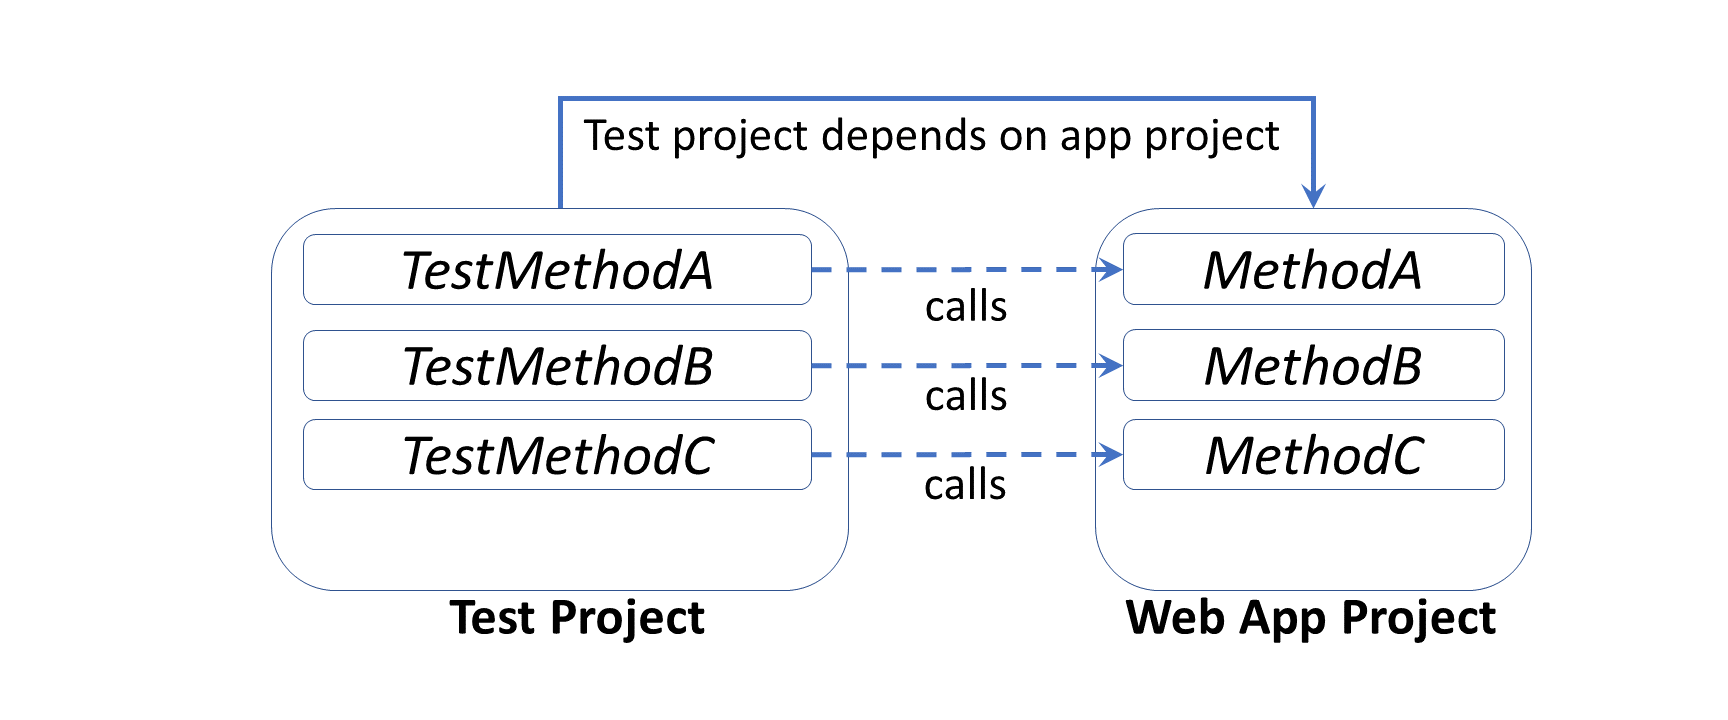 Test project depends on app project
TestMethodA
calls
MethodA
TestMethodB
calls
MethodB
TestMethodC
calls
MethodC
Test Project
Web App Project